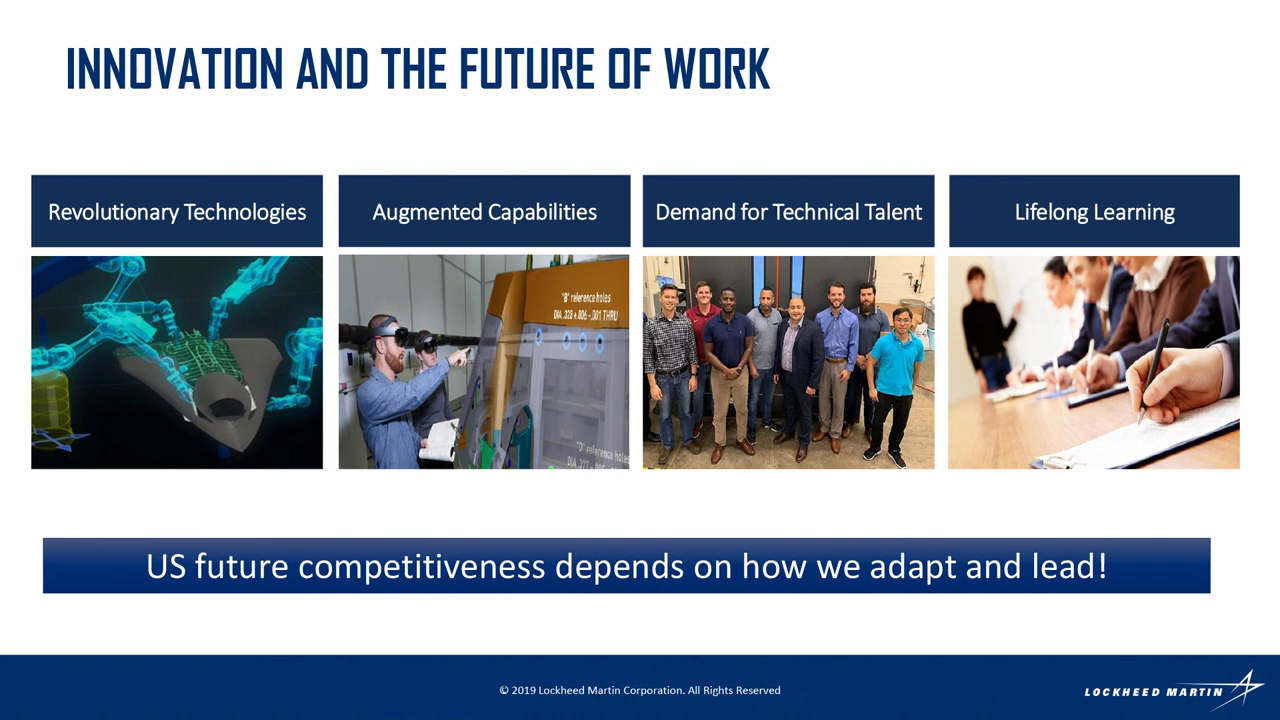 INNOVATION AND THE FUTURE OF WORK
Revolutionary Technologies
Augmented Capabilities
Demand for Technical Talent
Lifelong Learning
"B" reference holes
DIA .328 +.006 -.001 THRU
"D" reference holes
US future competitiveness depends on how we adapt and lead!
© 2019 Lockheed Martin Corporation. All Rights Reserved
LOCKHEED MARTIN